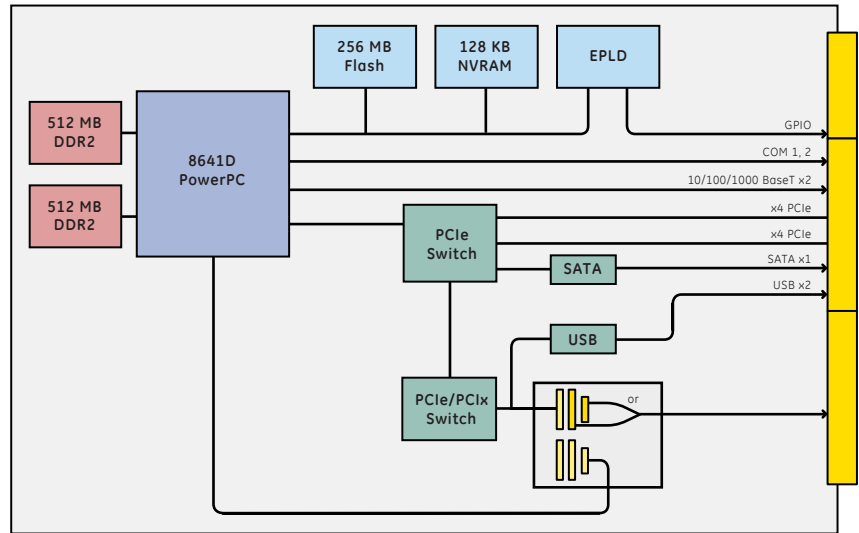 256 MB
Flash
128 KB
NVRAM
EPLD
512 MB
DDR2
8641D
PowerPC
512 MB
DDR2
GPIO
COM 1, 2
10/100/1000 BaseT x2
x4 PCIe
x4 PCIe
SATA x1
USB x2
PCIe
Switch
SATA
USB
PCIe/PCIx
Switch
or